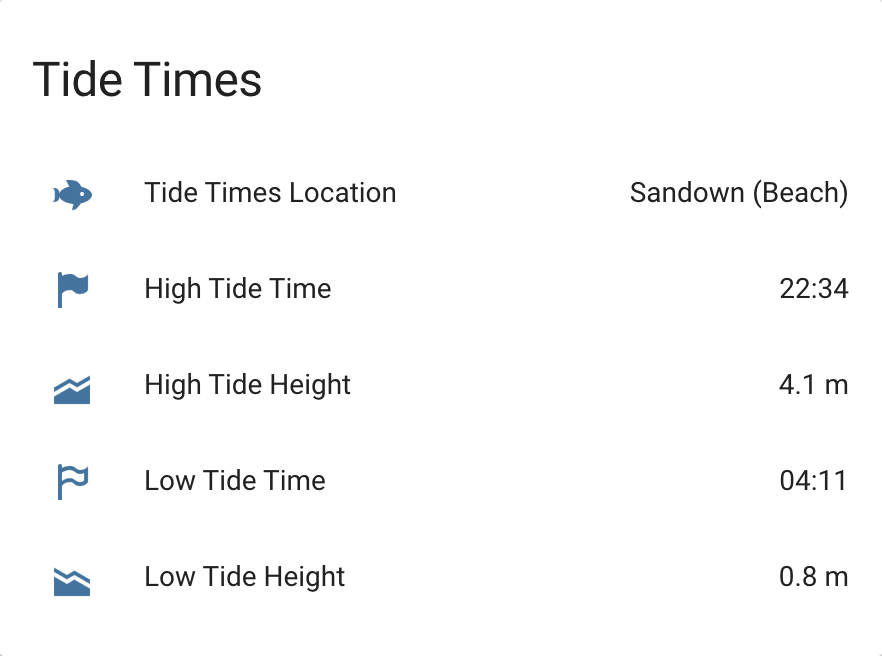 Tide Times
Tide Times Location Sandown (Beach)
High Tide Time 22:34
High Tide Height 4.1 m
Low Tide Time 04:11
Low Tide Height 0.8 m